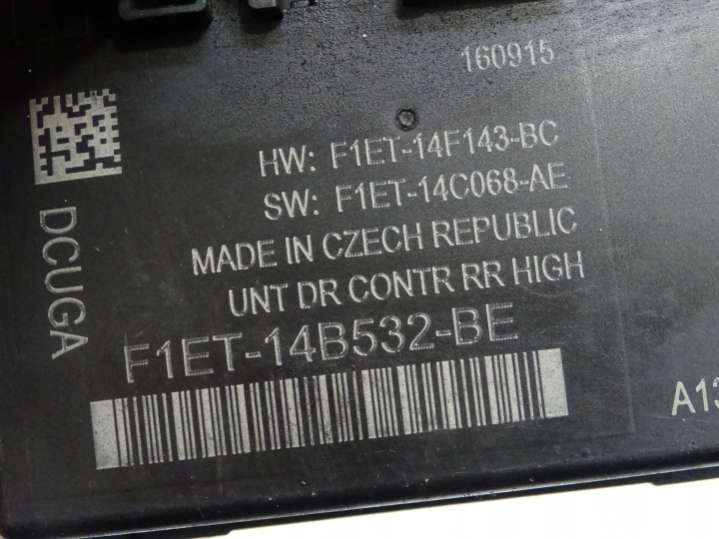 160915
HW: F1ET-14F143-BC
SW: F1ET-14C068-AE
MADE IN CZECH REPUBLIC
UNT DR CONTR RR HIGH
F1ET-14B532-BE
DCUGA